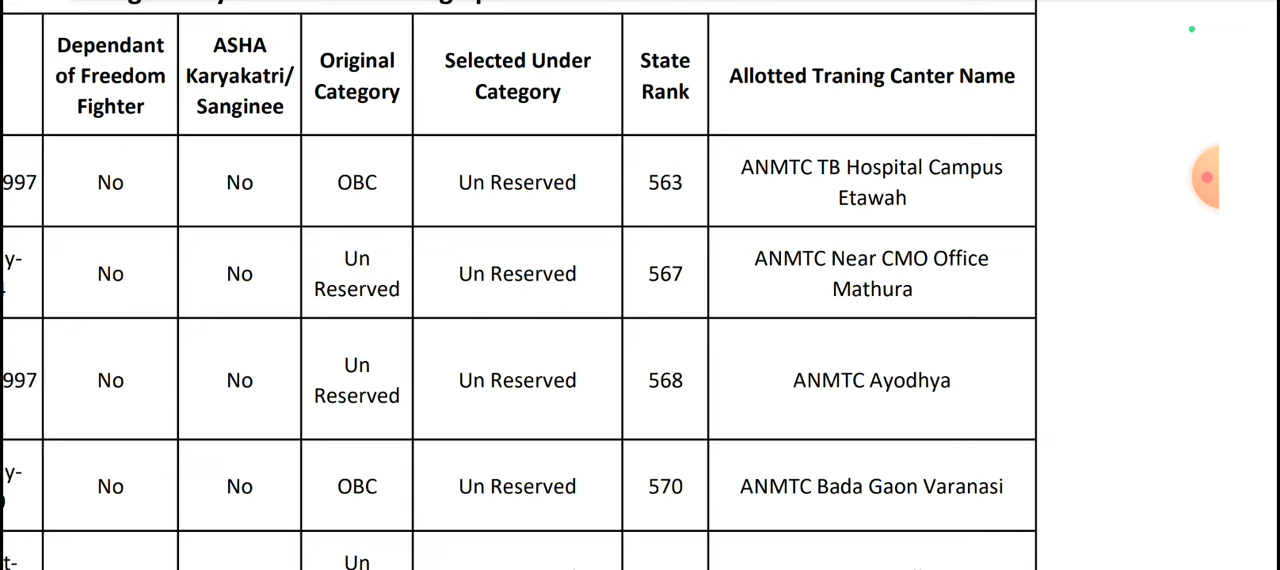 Dependant
of Freedom
Fighter
ASHA
Karyakatri/
Sanginee
Original
Category
Selected Under
Category
State
Rank
Allotted Traning Canter Name
997
No
No
OBC
Un Reserved
563
ANMTC TB Hospital Campus
Etawah
y-
No
No
Un
Reserved
Un Reserved
567
ANMTC Near CMO Office
Mathura
997
No
No
Un
Reserved
Un Reserved
568
ANMTC Ayodhya
y-
No
No
OBC
Un Reserved
570
ANMTC Bada Gaon Varanasi
t-
Un